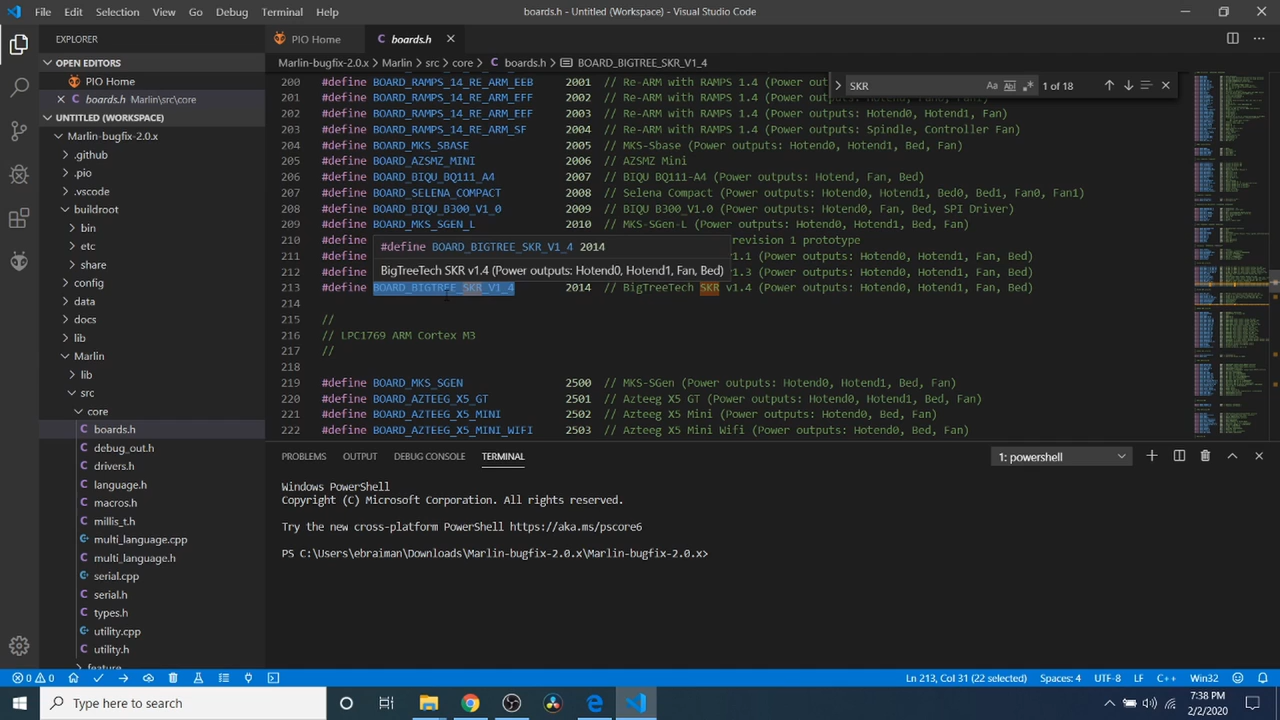 File Edit Selection View Go Debug Terminal Help
boards.h - Untitled (Workspace) - Visual Studio Code
EXPLORER
OPEN EDITORS
PIO Home
boards.h Marlin\src\core
UNTITLED (WORKSPACE)
Marlin-bugfix-2.0.x
.github
.pio
.vscode
buildroot
bin
etc
share
config
data
docs
lib
Marlin
lib
src
core
boards.h
debug_out.h
drivers.h
language.h
macros.h
millis_t.h
multi_language.cpp
multi_language.h
serial.cpp
serial.h
types.h
utility.cpp
utility.h
feature
PIO Home
boards.h
Marlin-bugfix-2.0.x > Marlin > src > core > boards.h > BOARD_BIGTREE_SKR_V1_4
SKR
Aa Abl .* 1 of 18
200 #define BOARD_RAMPS_14_RE_ARM_EEB 2001 // Re-ARM with RAMPS 1.4 (Power out
201 #define BOARD_RAMPS_14_RE_ARM_EFF 2002 // Re-ARM with RAMPS 1.4 (Power out
202 #define BOARD_RAMPS_14_RE_ARM_EEF 2003 // Re-ARM with RAMPS 1.4 (Power outputs: Hotend0, Hotend1, Fan)
203 #define BOARD_RAMPS_14_RE_ARM_SF 2004 // Re-ARM with RAMPS 1.4 (Power outputs: Spindle, Controller Fan)
204 #define BOARD_MKS_SBASE 2005 // MKS-Sbase (Power outputs: Hotend0, Hotend1, Bed, Fan)
205 #define BOARD_AZSMZ_MINI 2006 // AZSMZ Mini
206 #define BOARD_BIQU_BQ111_A4 2007 // BIQU BQ111-A4 (Power outputs: Hotend, Fan, Bed)
207 #define BOARD_SELENA_COMPACT 2008 // Selena Compact (Power outputs: Hotend0, Hotend1, Bed0, Bed1, Fan0, Fan1)
208 #define BOARD_BIQU_B300_V1_0 2009 // BIQU B300_V1.0 (Power outputs: Hotend0, Fan, Bed, SPI Driver)
209 #define BOARD_MKS_SGEN_L 2010 // MKS-SGen-L (Power outputs: Hotend0, Hotend1, Bed, Fan)
210 #define revision 1 prototype
211 #define .1 (Power outputs: Hotend0, Hotend1, Fan, Bed)
212 #define .3 (Power outputs: Hotend0, Hotend1, Fan, Bed)
#define BOARD_BIGTREE_SKR_V1_4 2014
BigTreeTech SKR v1.4 (Power outputs: Hotend0, Hotend1, Fan, Bed)
213 #define BOARD_BIGTREE_SKR_V1_4 2014 // BigTreeTech SKR v1.4 (Power outputs: Hotend0, Hotend1, Fan, Bed)
214
215 //
216 // LPC1769 ARM Cortex M3
217 //
219 #define BOARD_MKS_SGEN 2500 // MKS-SGen (Power outputs: Hotend0, Hotend1, Bed, Fan)
220 #define BOARD_AZTEEG_X5_GT 2501 // Azteeg X5 GT (Power outputs: Hotend0, Hotend1, Bed, Fan)
221 #define BOARD_AZTEEG_X5_MINI 2502 // Azteeg X5 Mini (Power outputs: Hotend0, Bed, Fan)
222 #define BOARD_AZTEEG_X5_MINI_WIFI 2503 // Azteeg X5 Mini Wifi (Power outputs: Hotend0, Bed, Fan)
PROBLEMS OUTPUT DEBUG CONSOLE TERMINAL
1: powershell
Windows PowerShell
Copyright (C) Microsoft Corporation. All rights reserved.
Try the new cross-platform PowerShell https://aka.ms/pscore6
PS C:\Users\ebraiman\Downloads\Marlin-bugfix-2.0.x\Marlin-bugfix-2.0.x>
0 0
Ln 213, Col 31 (22 selected) Spaces: 4 UTF-8 LF C++ Win32
Type here to search
7:38 PM
2/2/2020